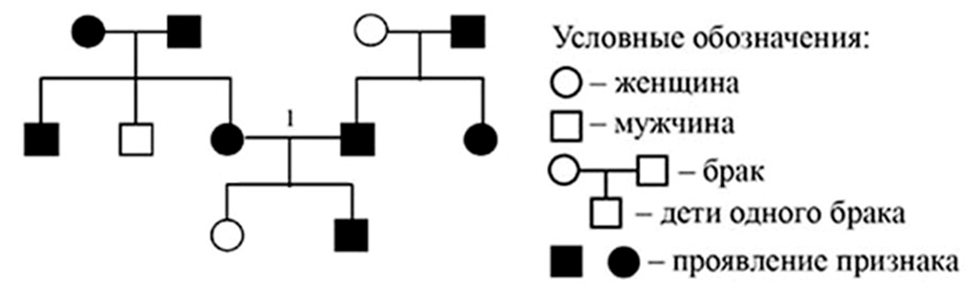 1
Условные обозначения:
– женщина
– мужчина
– брак
– дети одного брака
– проявление признака